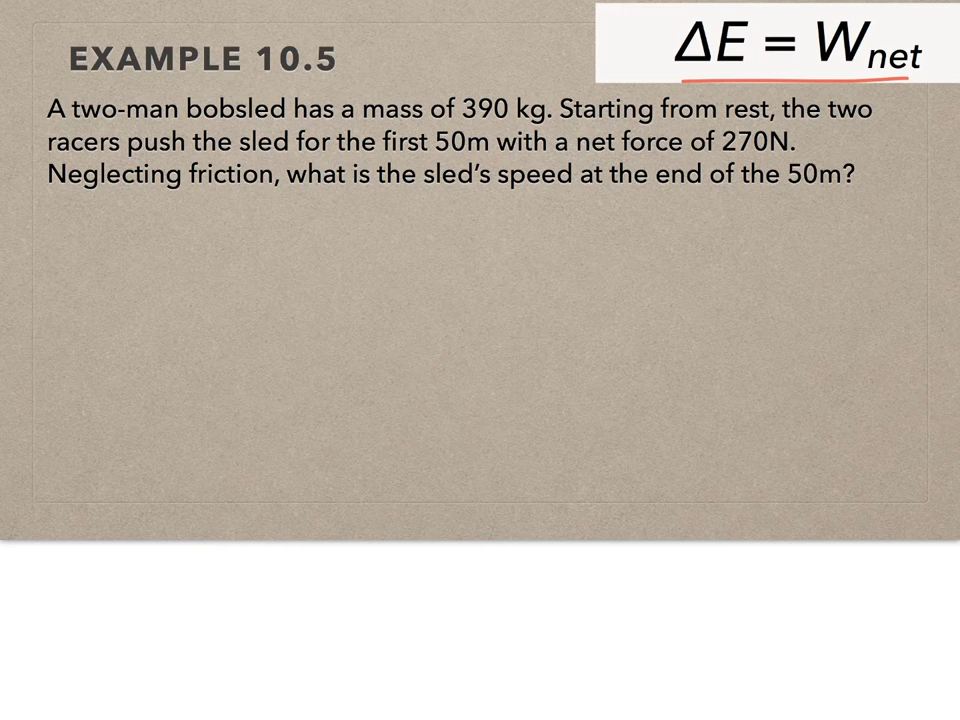 EXAMPLE 10.5
ΔE = Wnet
A two-man bobsled has a mass of 390 kg. Starting from rest, the two
racers push the sled for the first 50m with a net force of 270N.
Neglecting friction, what is the sled's speed at the end of the 50m?